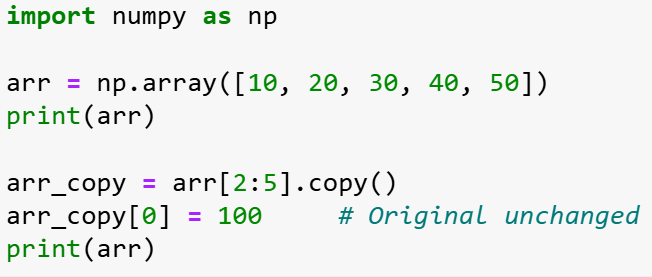 import numpy as np
arr = np.array([10, 20, 30, 40, 50])
print(arr)
arr_copy = arr[2:5].copy()
arr_copy[0] = 100     # Original unchanged
print(arr)